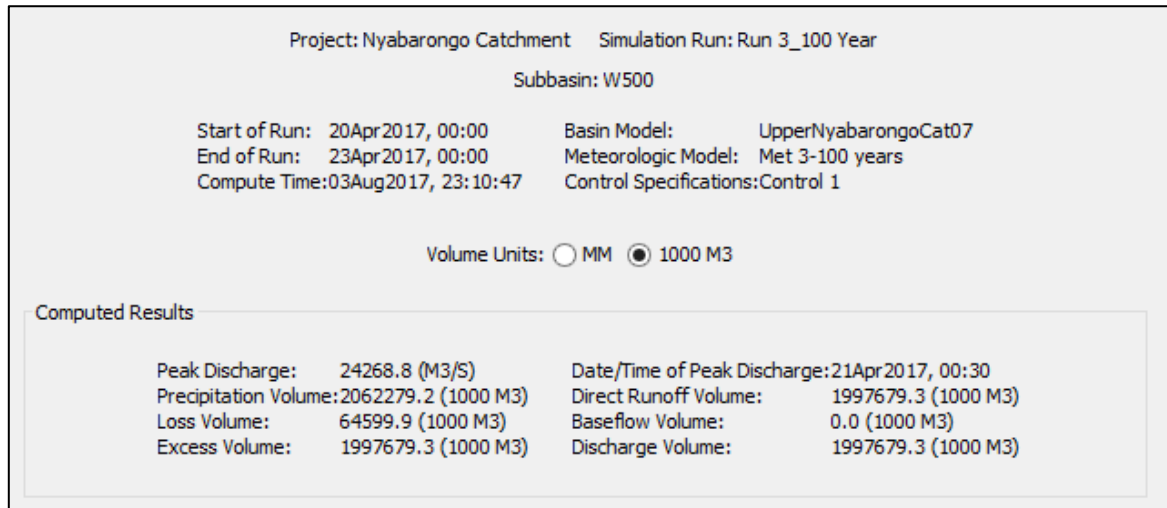 Project: Nyabarongo Catchment Simulation Run: Run 3_100 Year
Subbasin: W500
Start of Run: 20Apr2017, 00:00 Basin Model: UpperNyabarongoCat07
End of Run: 23Apr2017, 00:00 Meteorologic Model: Met 3-100 years
Compute Time:03Aug2017, 23:10:47 Control Specifications:Control 1
Volume Units: MM 1000 M3
Computed Results
Peak Discharge: 24268.8 (M3/S) Date/Time of Peak Discharge:21Apr2017, 00:30
Precipitation Volume:2062279.2 (1000 M3) Direct Runoff Volume: 1997679.3 (1000 M3)
Loss Volume: 64599.9 (1000 M3) Baseflow Volume: 0.0 (1000 M3)
Excess Volume: 1997679.3 (1000 M3) Discharge Volume: 1997679.3 (1000 M3)